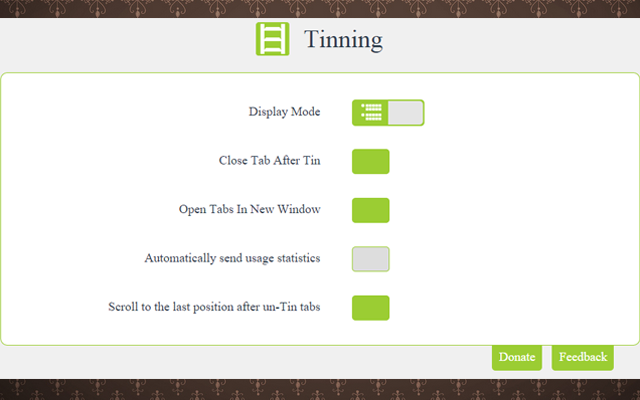 Tinning
Display Mode
Close Tab After Tin
Open Tabs In New Window
Automatically send usage statistics
Scroll to the last position after un-Tin tabs
Donate Feedback